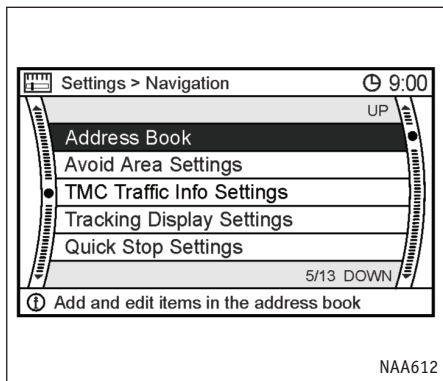 Settings > Navigation 9:00
UP
Address Book
Avoid Area Settings
TMC Traffic Info Settings
Tracking Display Settings
Quick Stop Settings
5/13 DOWN
Add and edit items in the address book
NAA612